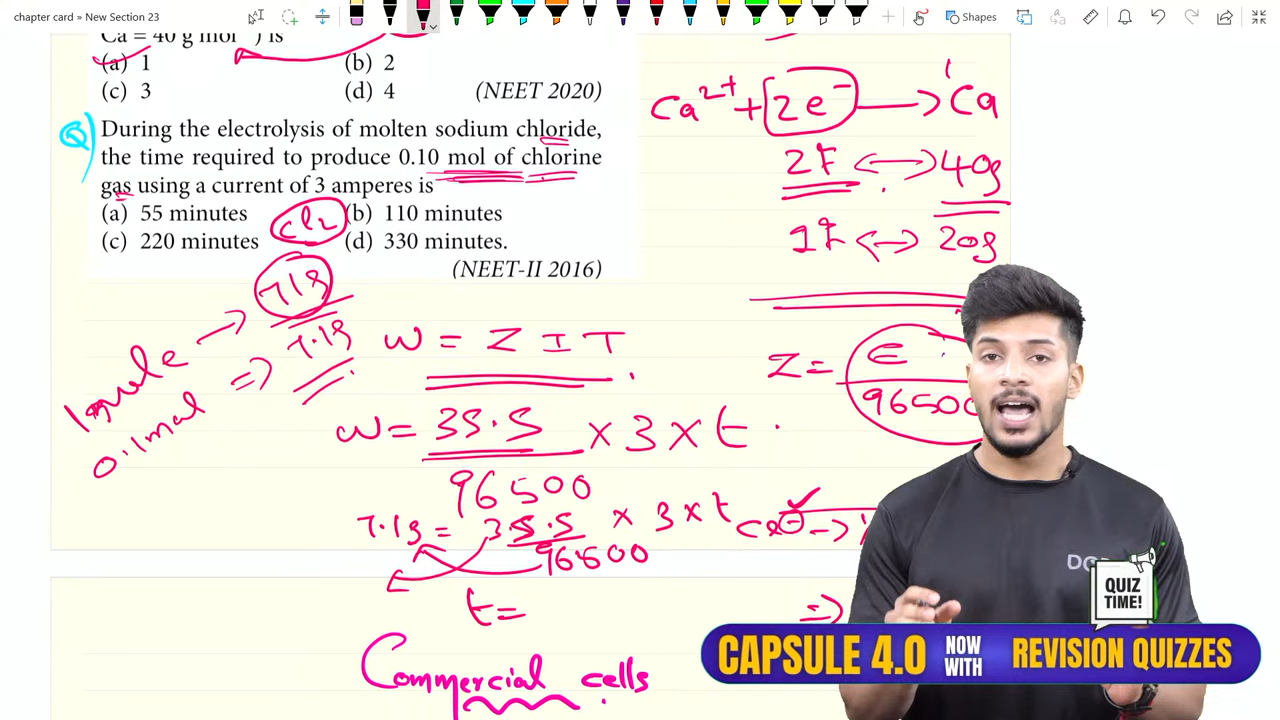 chapter card » New Section 23
Shapes
Ca = 40 g mol⁻¹) is
(a) 1 (b) 2
(c) 3 (d) 4 (NEET 2020)
Q) During the electrolysis of molten sodium chloride,
the time required to produce 0.10 mol of chlorine
gas using a current of 3 amperes is
(a) 55 minutes (b) 110 minutes
(c) 220 minutes (d) 330 minutes.
(NEET-II 2016)
Cl2
Ca²⁺ + 2e⁻ → Ca
2F ↔ 40g
1F ↔ 20g
1 mole → 71g
0.1 mol ⇒ 7.1g
W = Z I T
Z = E
96500
W = 35.5 × 3 × t
96500
7.1g = 35.5 × 3 × t
96500
t =
Commercial cells
QUIZ
TIME!
CAPSULE 4.0 NOW WITH REVISION QUIZZES